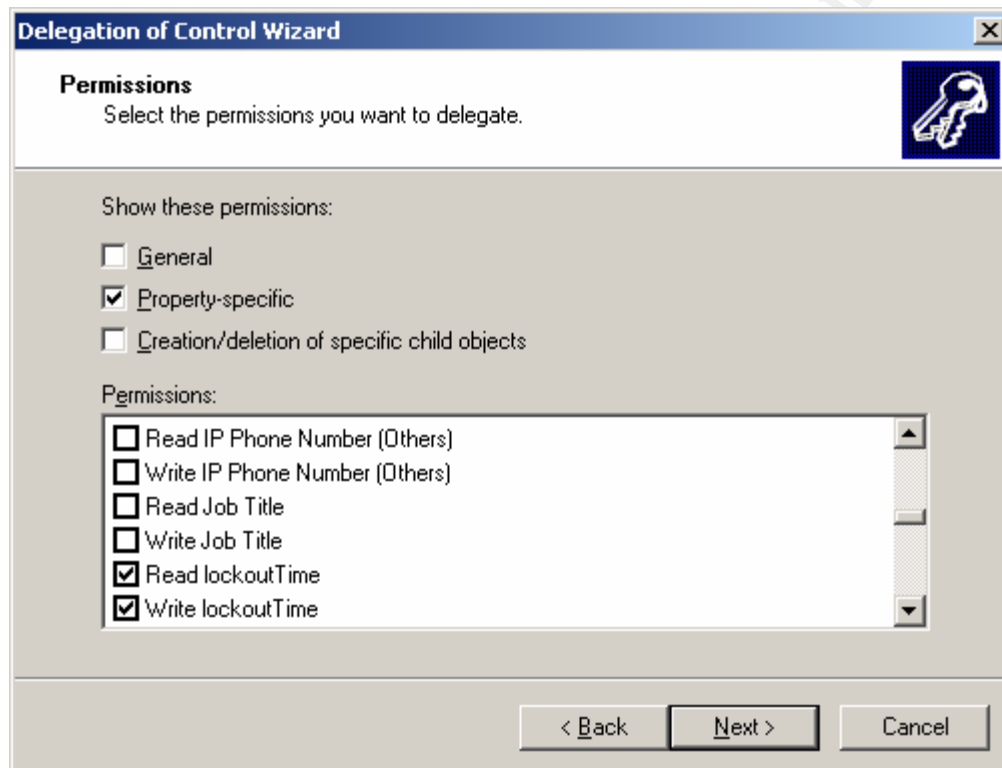 Delegation of Control Wizard
Permissions
Select the permissions you want to delegate.
Show these permissions:
General
Property-specific
Creation/deletion of specific child objects
Permissions:
Read IP Phone Number (Others)
Write IP Phone Number (Others)
Read Job Title
Write Job Title
Read lockoutTime
Write lockoutTime
< Back Next > Cancel